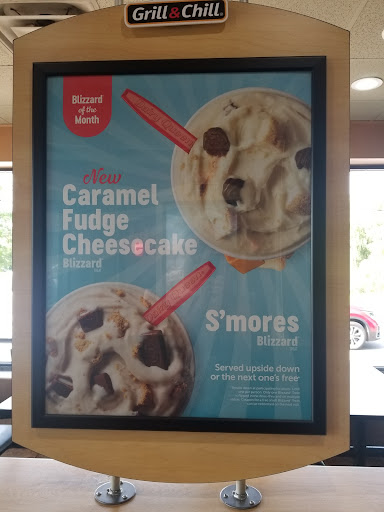 Grill & Chill
Blizzard
of the
Month
New
Caramel
Fudge
Cheesecake
Blizzard
S'mores
Blizzard
Served upside down
or the next one's free